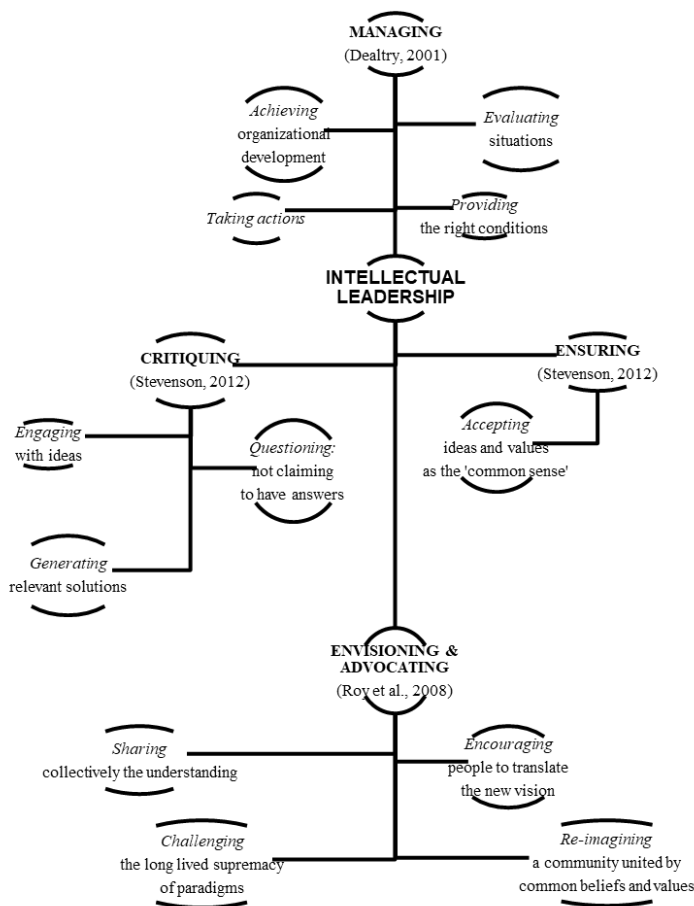 MANAGING
(Dealtry, 2001)
Achieving
organizational
development
Evaluating
situations
Taking actions
Providing
the right conditions
INTELLECTUAL
LEADERSHIP
CRITIQUING
(Stevenson, 2012)
ENSURING
(Stevenson, 2012)
Engaging
with ideas
Questioning:
not claiming
to have answers
Accepting
ideas and values
as the 'common sense'
Generating
relevant solutions
ENVISIONING &
ADVOCATING
(Roy et al., 2008)
Sharing
collectively the understanding
Encouraging
people to translate
the new vision
Challenging
the long lived supremacy
of paradigms
Re-imagining
a community united by
common beliefs and values